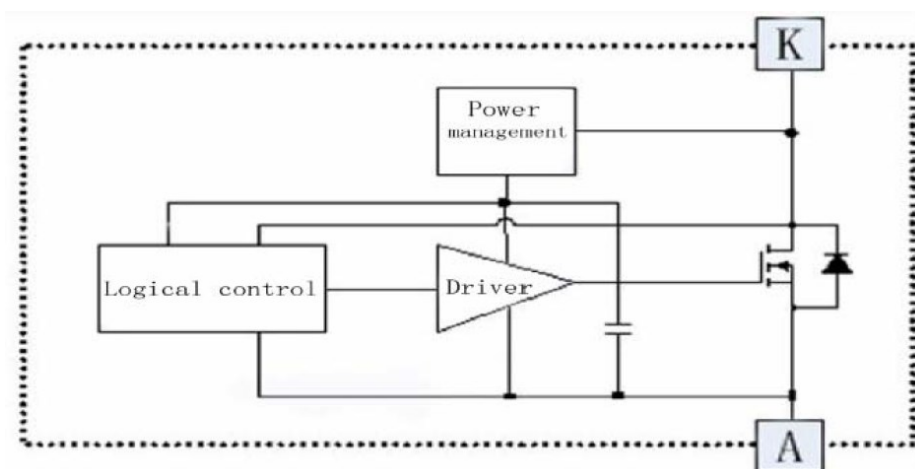 K
Power
management
Logical control
Driver
A